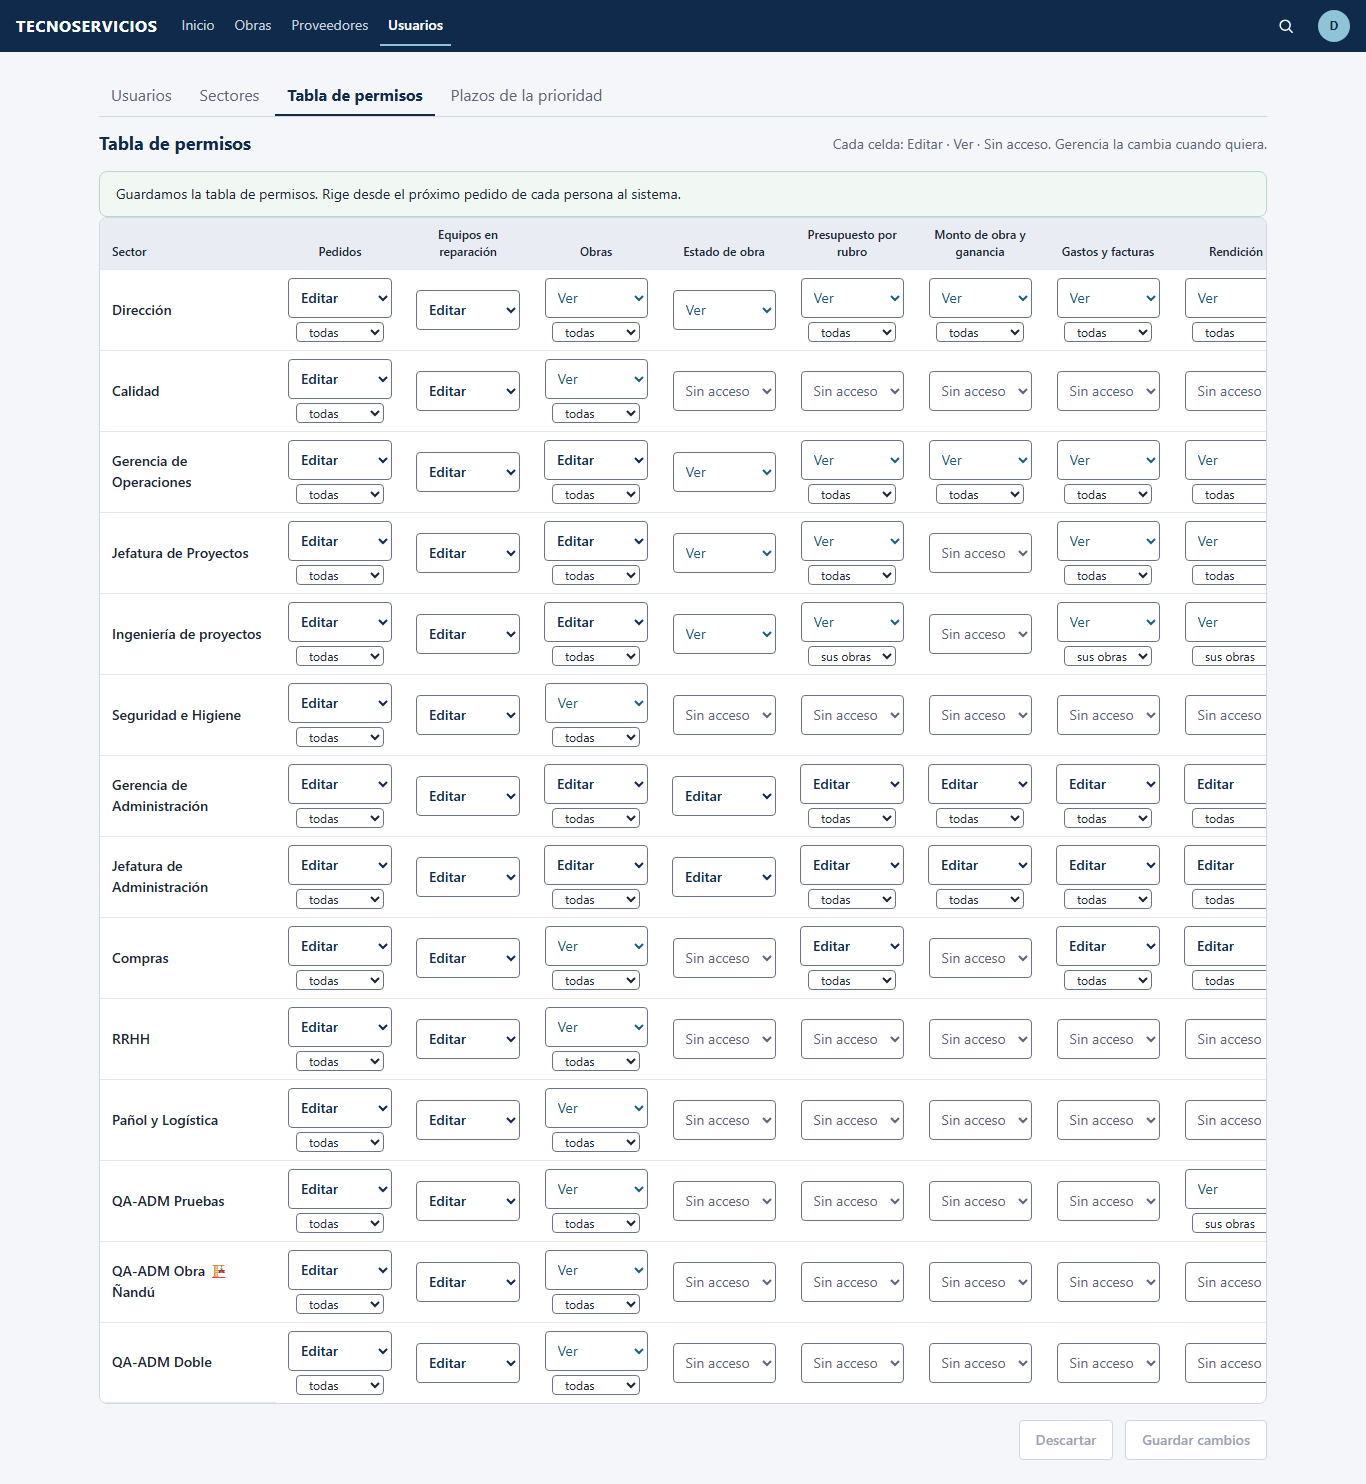 TECNOSERVICIOS Inicio Obras Proveedores Usuarios D
Usuarios Sectores Tabla de permisos Plazos de la prioridad
Tabla de permisos
Cada celda: Editar · Ver · Sin acceso. Gerencia la cambia cuando quiera.
Guardamos la tabla de permisos. Rige desde el próximo pedido de cada persona al sistema.
Sector Pedidos Equipos en reparación Obras Estado de obra Presupuesto por rubro Monto de obra y ganancia Gastos y facturas Rendición
Dirección Editar Editar Ver Ver Ver Ver Ver Ver
todas todas todas todas todas todas
Calidad Editar Editar Ver Sin acceso Sin acceso Sin acceso Sin acceso Sin acceso
todas todas
Gerencia de Operaciones Editar Editar Editar Ver Ver Ver Ver Ver
todas todas todas todas todas todas
Jefatura de Proyectos Editar Editar Editar Ver Ver Sin acceso Ver Ver
todas todas todas todas todas
Ingeniería de proyectos Editar Editar Editar Ver Ver Sin acceso Ver Ver
todas todas sus obras sus obras sus obras
Seguridad e Higiene Editar Editar Ver Sin acceso Sin acceso Sin acceso Sin acceso Sin acceso
todas todas
Gerencia de Administración Editar Editar Editar Editar Editar Editar Editar Editar
todas todas todas todas todas todas
Jefatura de Administración Editar Editar Editar Editar Editar Editar Editar Editar
todas todas todas todas todas todas
Compras Editar Editar Ver Sin acceso Editar Sin acceso Editar Editar
todas todas todas todas todas
RRHH Editar Editar Ver Sin acceso Sin acceso Sin acceso Sin acceso Sin acceso
todas todas
Pañol y Logística Editar Editar Ver Sin acceso Sin acceso Sin acceso Sin acceso Sin acceso
todas todas
QA-ADM Pruebas Editar Editar Ver Sin acceso Sin acceso Sin acceso Sin acceso Ver
todas todas sus obras
QA-ADM Obra 🏗 Ñandú Editar Editar Ver Sin acceso Sin acceso Sin acceso Sin acceso Sin acceso
todas todas
QA-ADM Doble Editar Editar Ver Sin acceso Sin acceso Sin acceso Sin acceso Sin acceso
todas todas
Descartar Guardar cambios